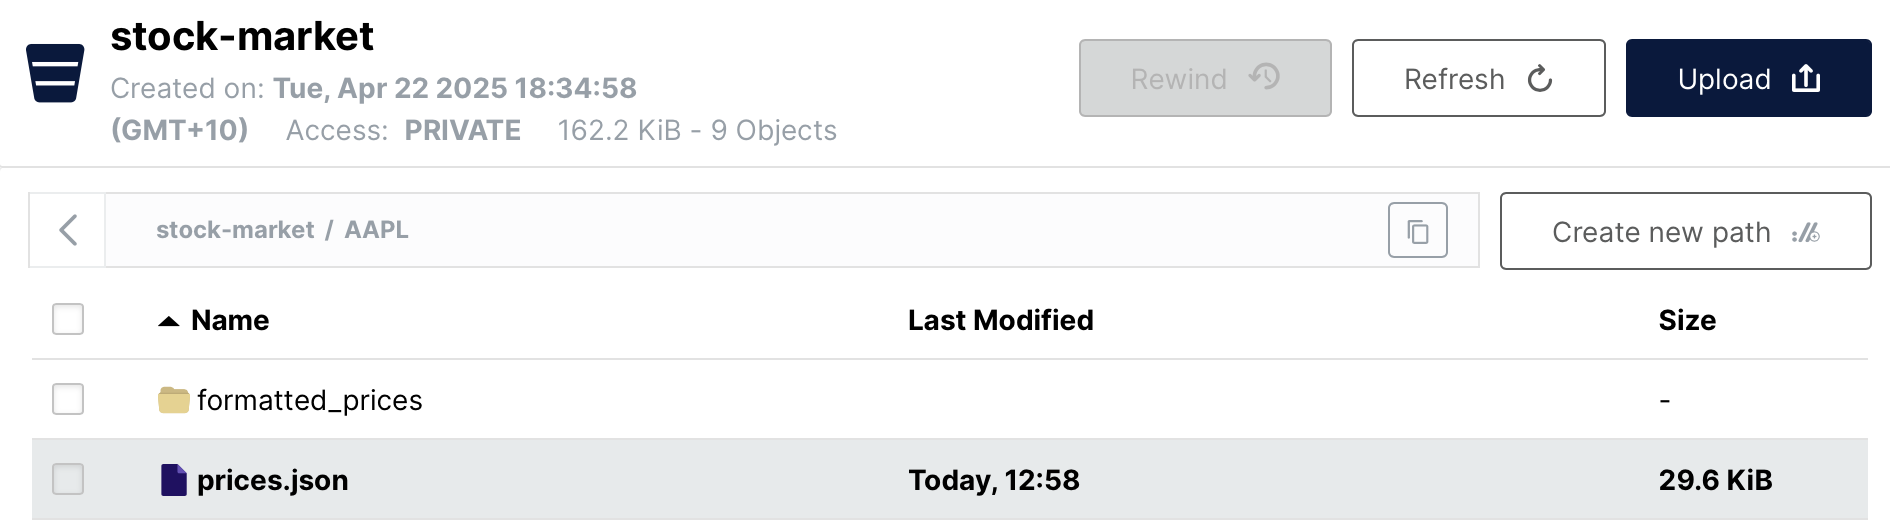 stock-market
Created on: Tue, Apr 22 2025 18:34:58
(GMT+10) Access: PRIVATE 162.2 KiB - 9 Objects
Rewind
Refresh
Upload
stock-market / AAPL
Create new path
Name Last Modified Size
formatted_prices -
prices.json Today, 12:58 29.6 KiB